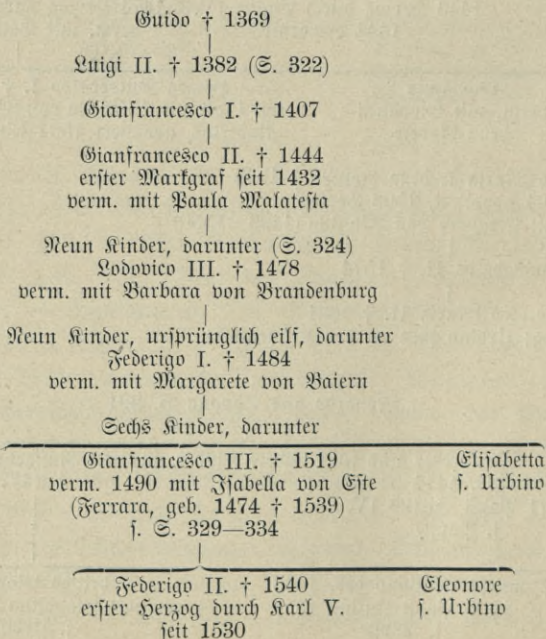 Guido † 1369
Luigi II. † 1382 (S. 322)
Gianfrancesco I. † 1407
Gianfrancesco II. † 1444
erster Markgraf seit 1432
verm. mit Paula Malatesta
Neun Kinder, darunter (S. 324)
Lodovico III. † 1478
verm. mit Barbara von Brandenburg
Neun Kinder, ursprünglich eilf, darunter
Federigo I. † 1484
verm. mit Margarete von Baiern
Sechs Kinder, darunter
Gianfrancesco III. † 1519 Elisabetta
verm. 1490 mit Isabella von Este s. Urbino
(Ferrara, geb. 1474 † 1539)
s. S. 329—334
Federigo II. † 1540 Eleonore
erster Herzog durch Karl V. s. Urbino
seit 1530